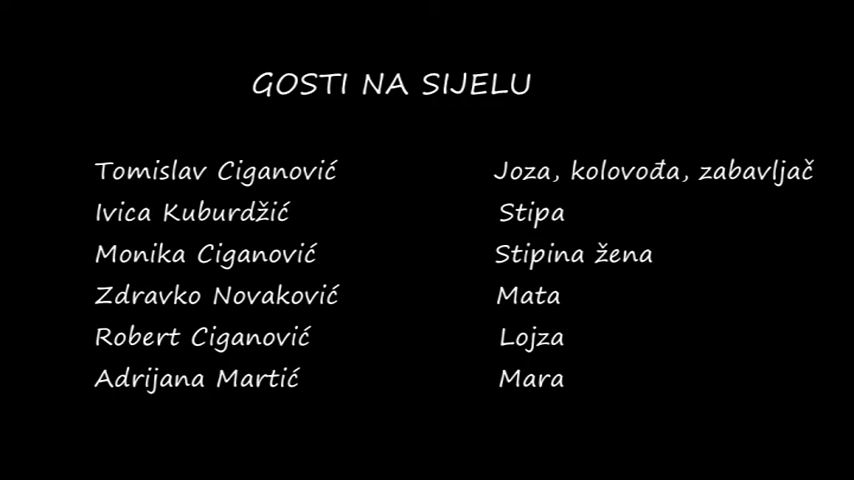 GOSTI NA SIJELU
Tomislav Ciganović Joza, kolovođa, zabavljač
Ivica Kuburdžić Stipa
Monika Ciganović Stipina žena
Zdravko Novaković Mata
Robert Ciganović Lojza
Adrijana Martić Mara